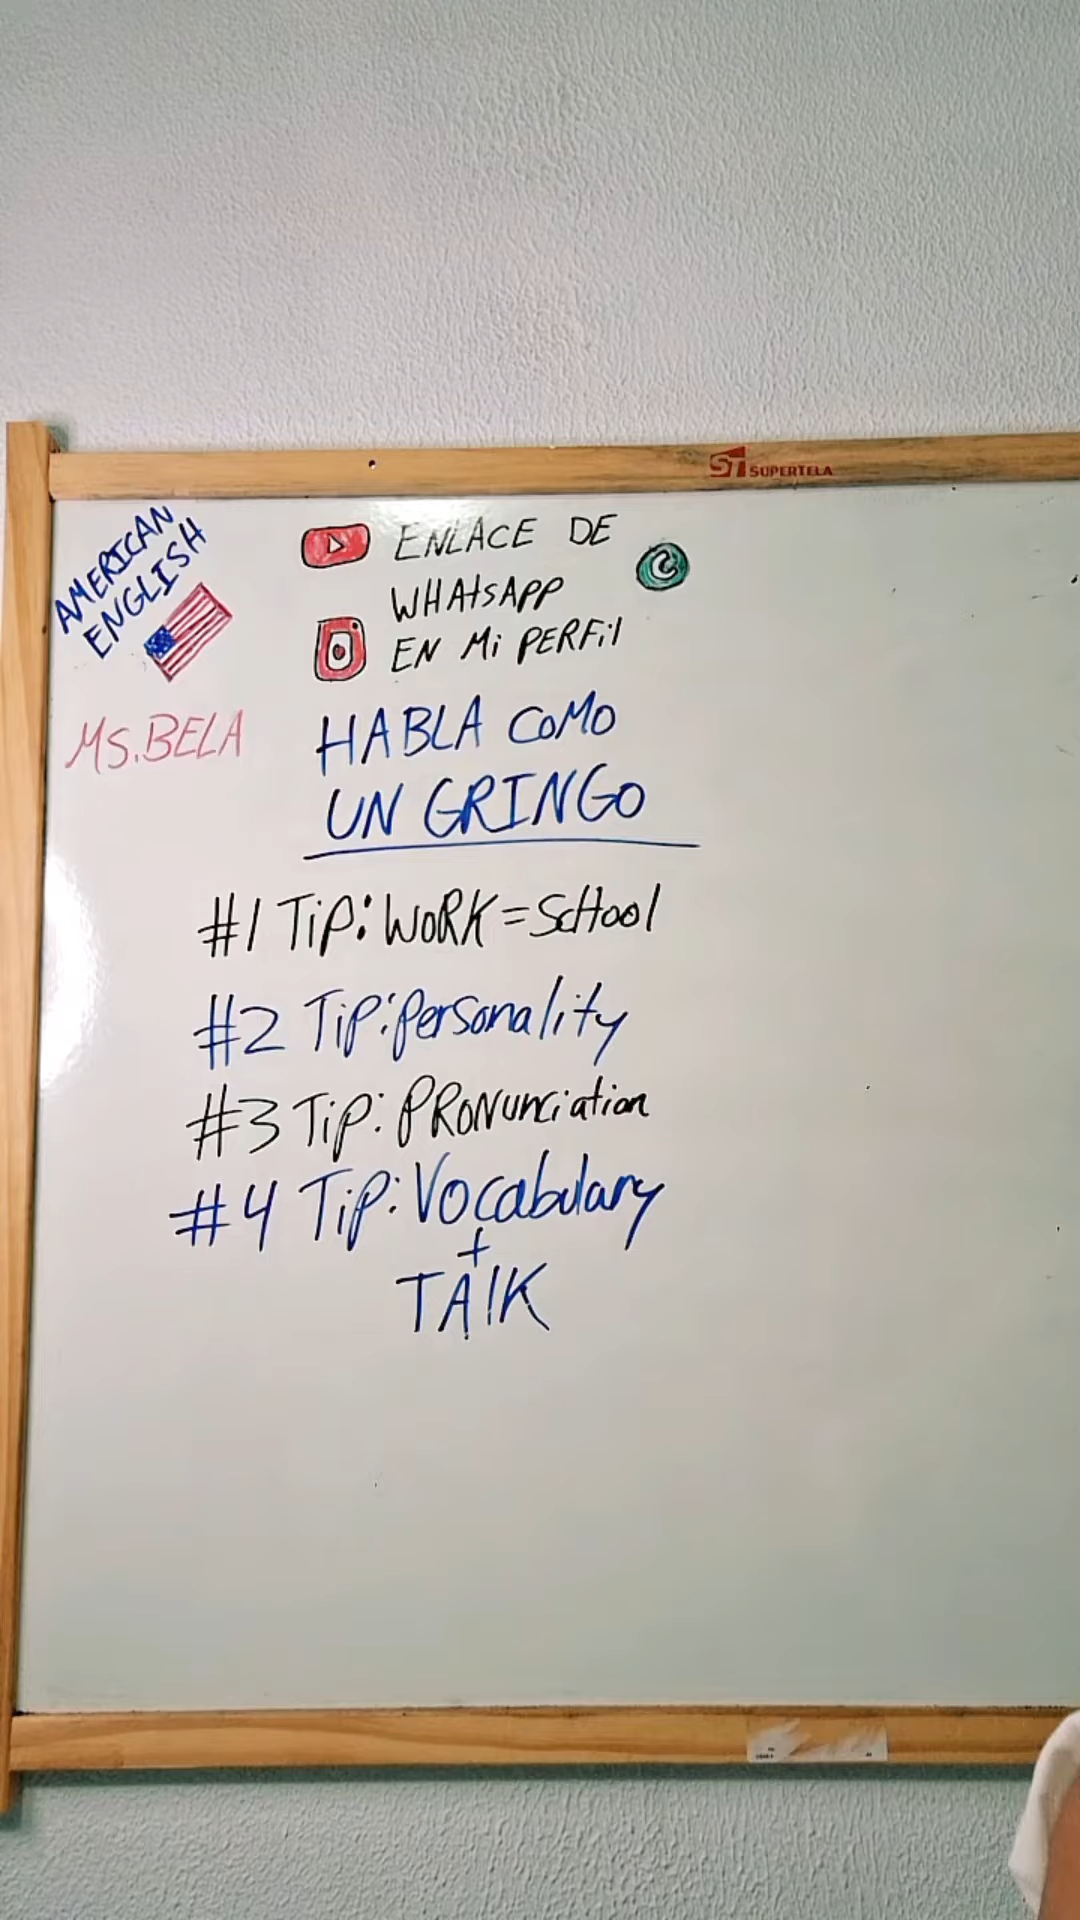 ST SUPERTELA
AMERICAN
ENGLISH
ENLACE DE
WHAtSAPP
EN Mi PERFil
MS.BELA
HABLA COMO
UN GRINGO
#1 TiP: WORK = SCHool
#2 TiP: personality
#3 TiP: PRONunciation
#4 TiP: Vocabulary
+
TAlK